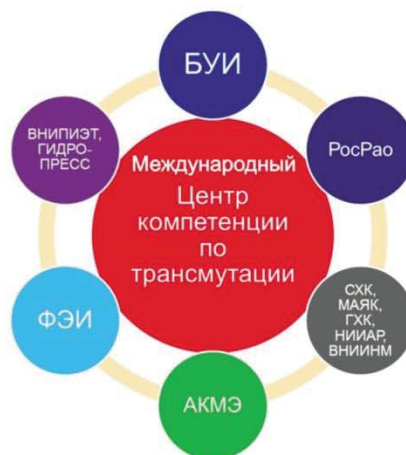 БУИ
ВНИПИЭТ,
ГИДРО-
ПРЕСС
РосРао
Международный
Центр
компетенции
по
трансмутации
ФЭИ
СХК,
МАЯК,
ГХК,
НИИАР,
ВНИИНМ
АКМЭ